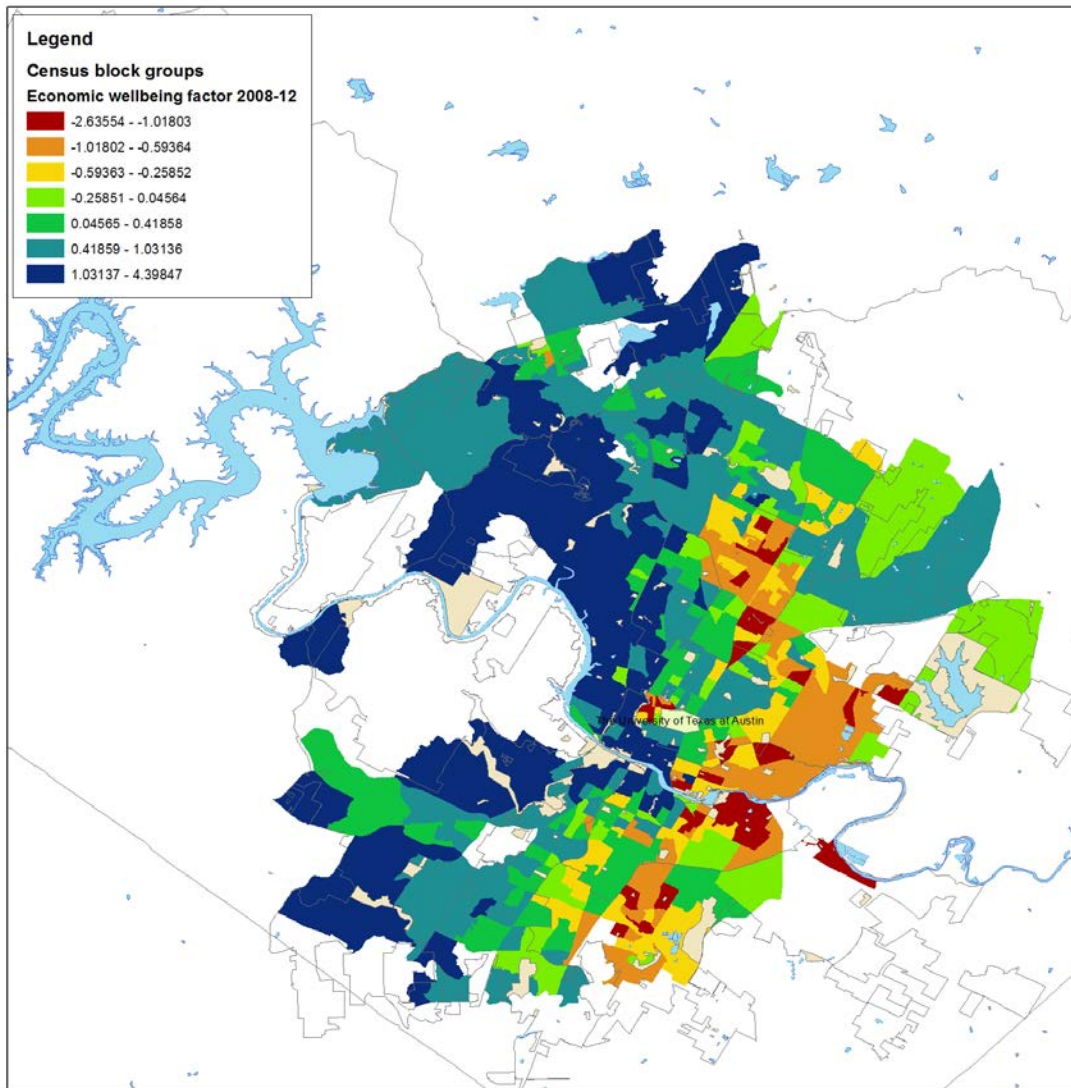 Legend
Census block groups
Economic wellbeing factor 2008-12
-2.63554 - -1.01803
-1.01802 - -0.59364
-0.59363 - -0.25852
-0.25851 - 0.04564
0.04565 - 0.41858
0.41859 - 1.03136
1.03137 - 4.39847
The University of Texas at Austin